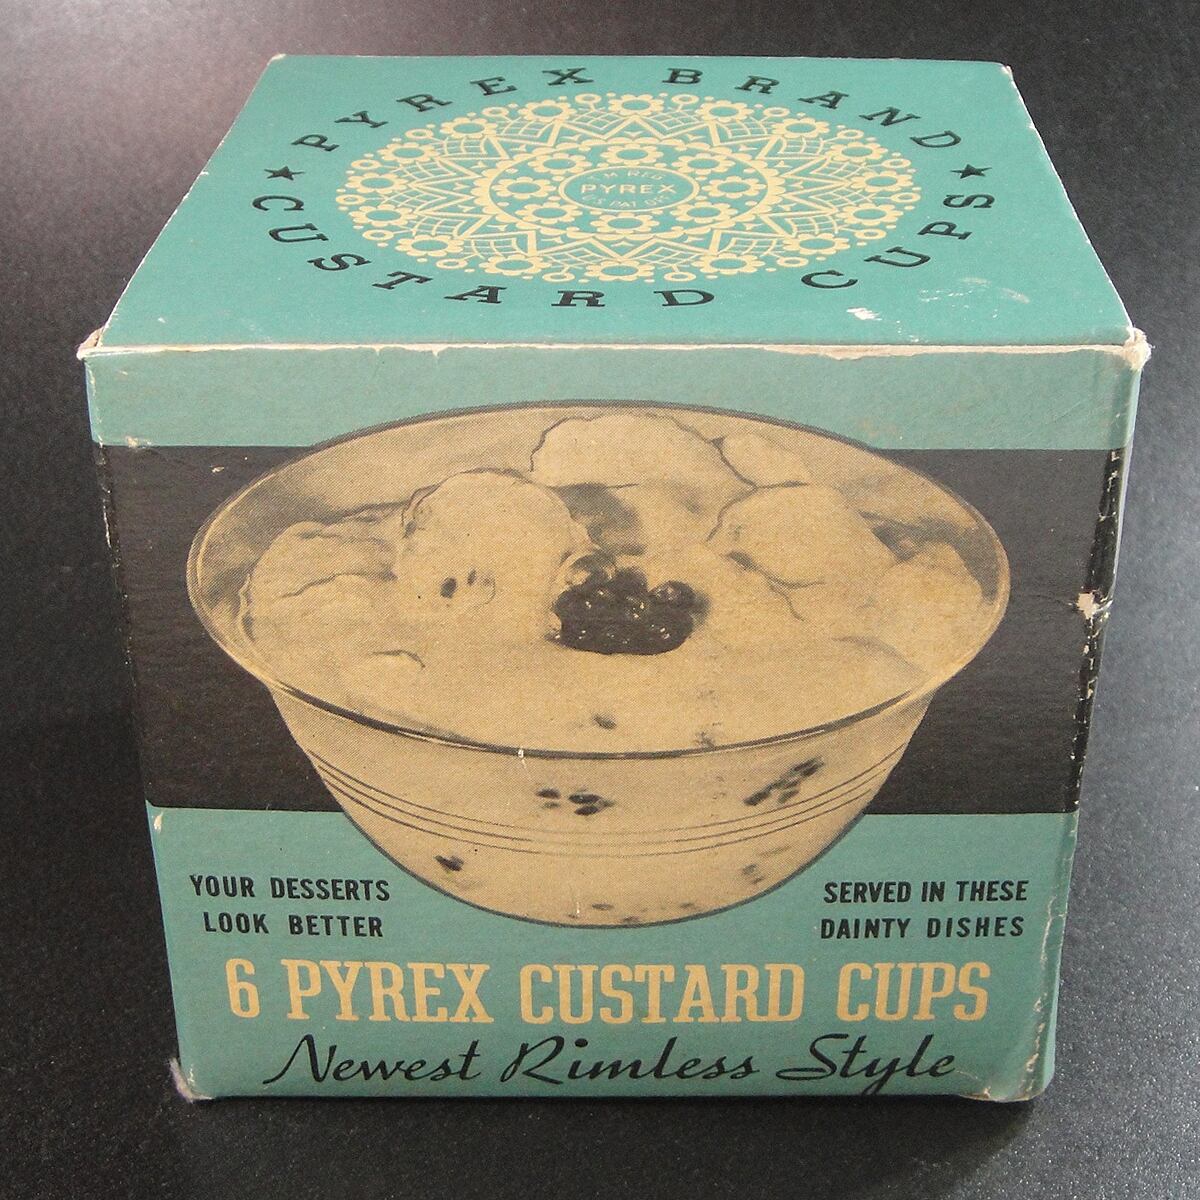 PYREX BRAND
★ CUSTARD CUPS ★
PYREX
YOUR DESSERTS
LOOK BETTER
SERVED IN THESE
DAINTY DISHES
6 PYREX CUSTARD CUPS
Newest Rimless Style